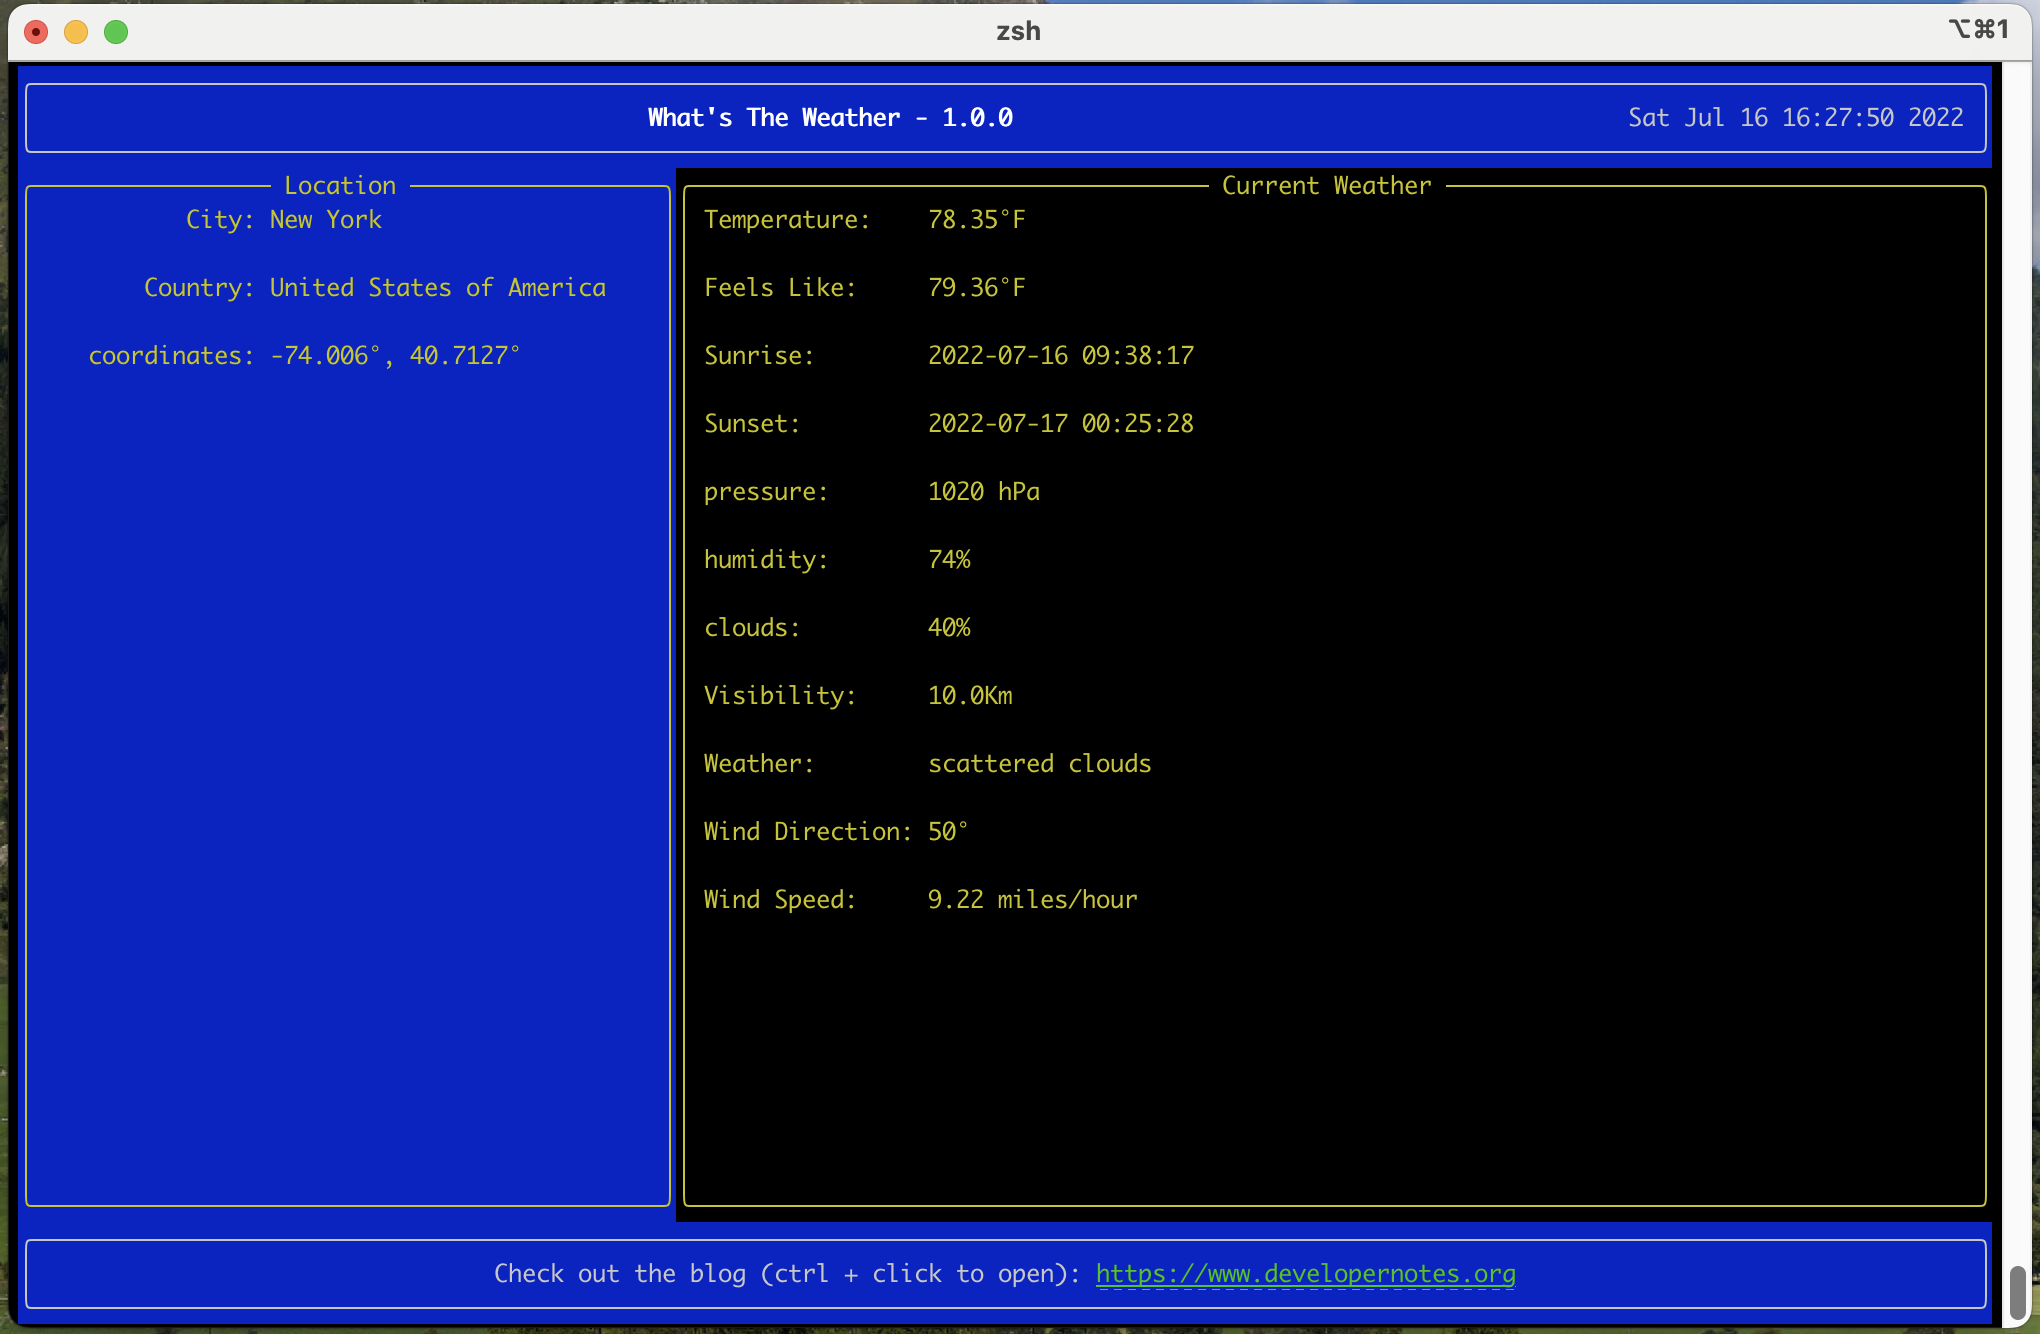 zsh
⌥⌘1
What's The Weather - 1.0.0 Sat Jul 16 16:27:50 2022
Location
City: New York
Country: United States of America
coordinates: -74.006°, 40.7127°
Current Weather
Temperature: 78.35°F
Feels Like: 79.36°F
Sunrise: 2022-07-16 09:38:17
Sunset: 2022-07-17 00:25:28
pressure: 1020 hPa
humidity: 74%
clouds: 40%
Visibility: 10.0Km
Weather: scattered clouds
Wind Direction: 50°
Wind Speed: 9.22 miles/hour
Check out the blog (ctrl + click to open): https://www.developernotes.org